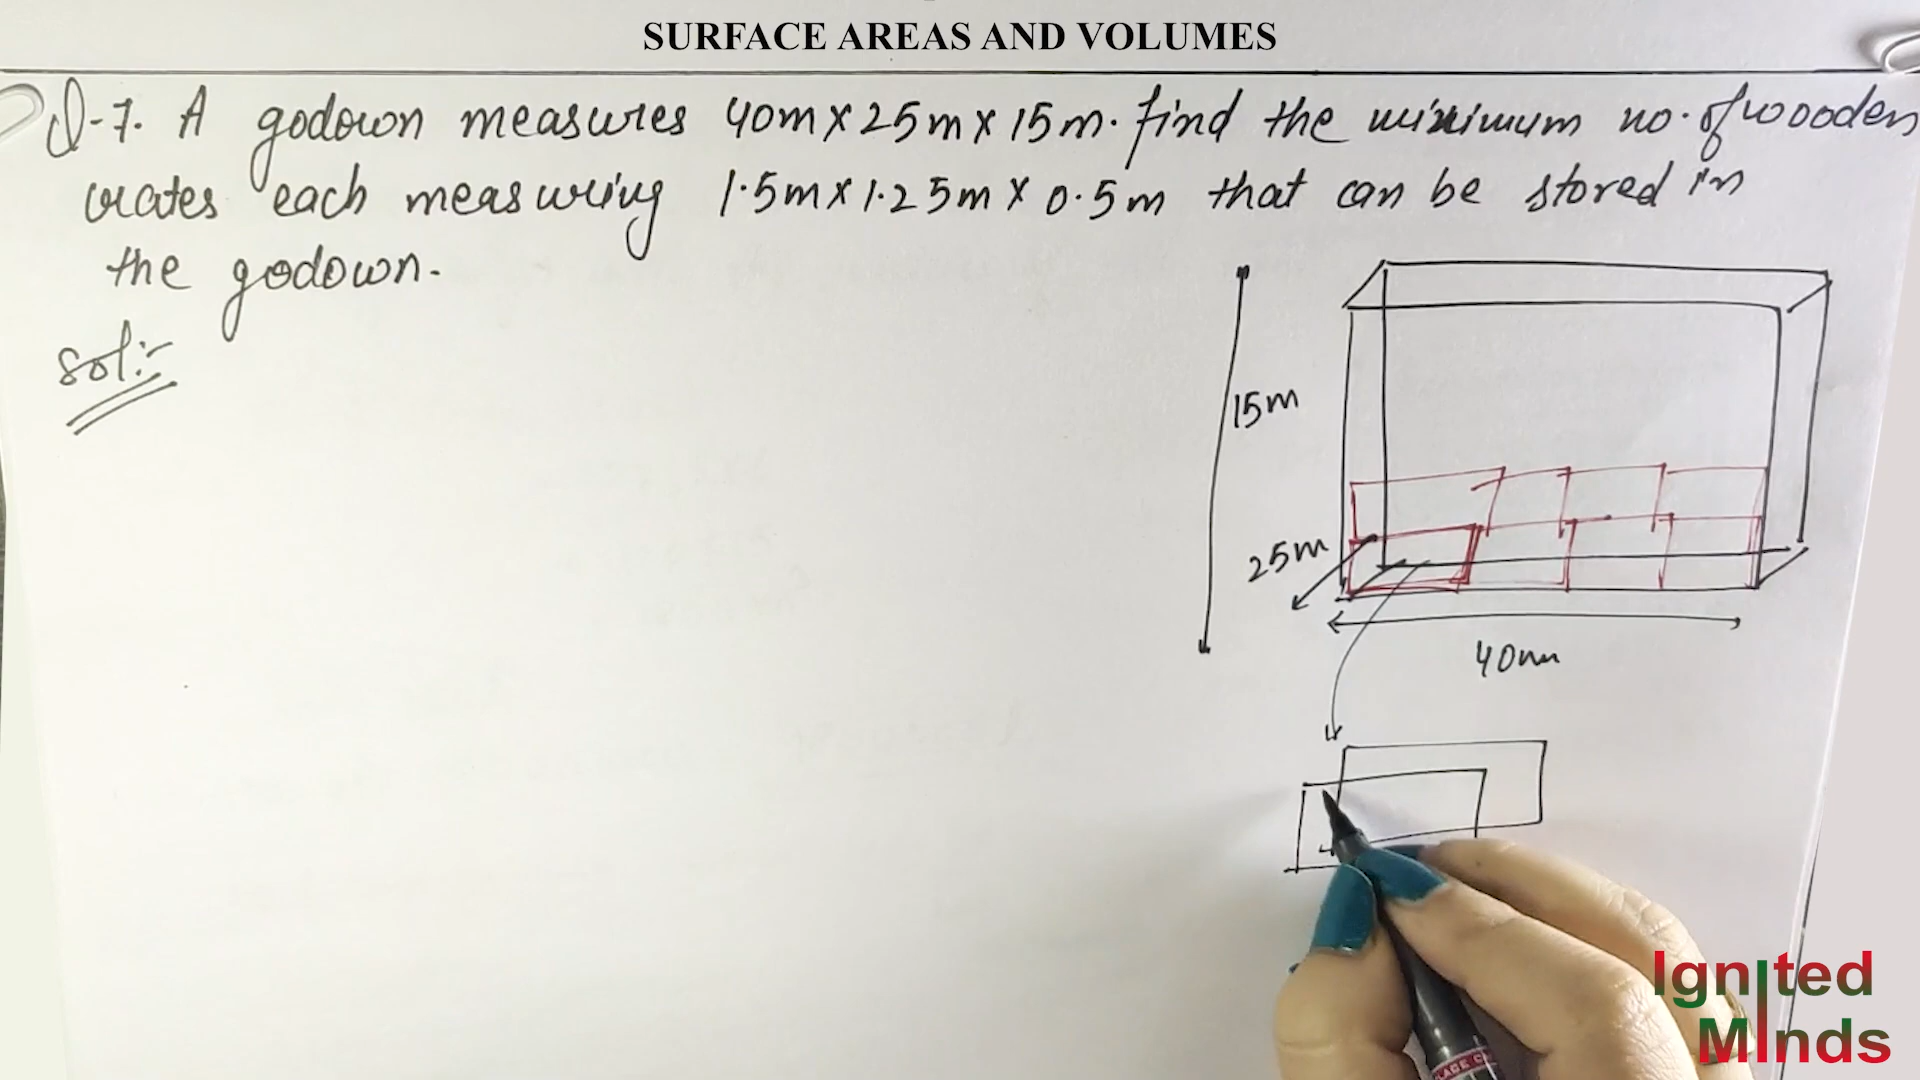 SURFACE AREAS AND VOLUMES
Q-7. A godown measures 40m x 25m x 15m. find the minimum no. of wooden
crates each measuring 1.5m x 1.25m x 0.5m that can be stored in
the godown.
Sol:-
15m
25m
40m
Ignited
Minds